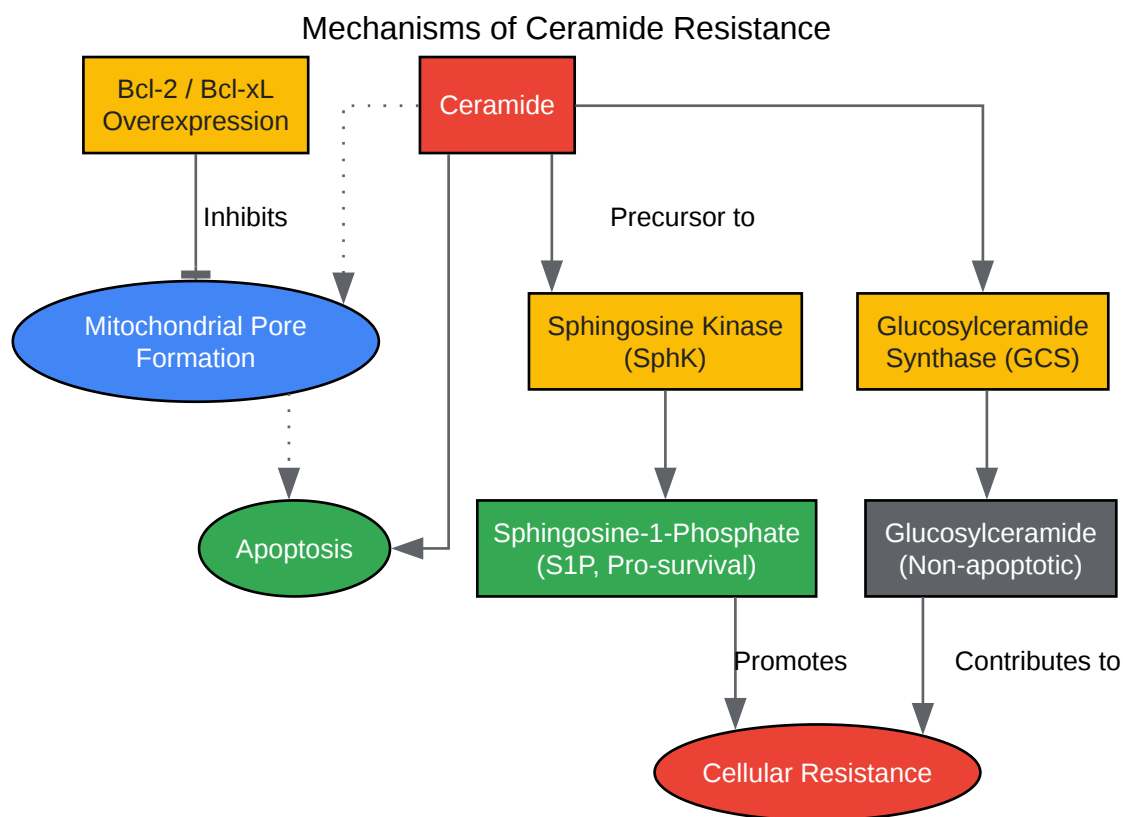 Mechanisms of Ceramide Resistance
Bcl-2 / Bcl-xL
Overexpression
Ceramide
Inhibits
Precursor to
Mitochondrial Pore
Formation
Sphingosine Kinase
(SphK)
Glucosylceramide
Synthase (GCS)
Apoptosis
Sphingosine-1-Phosphate
(S1P, Pro-survival)
Glucosylceramide
(Non-apoptotic)
Promotes
Contributes to
Cellular Resistance